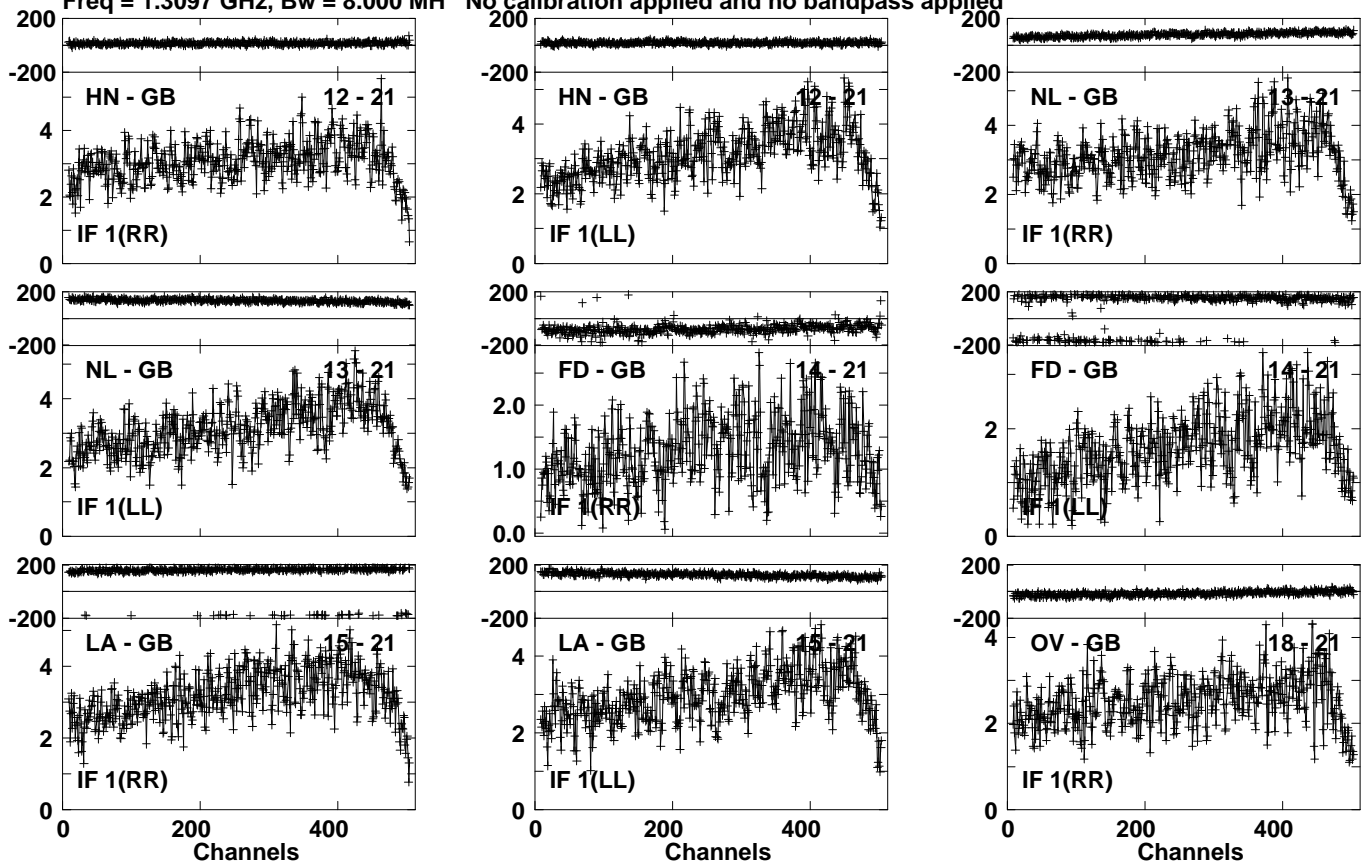 Freq = 1.3097 GHz, Bw = 8.000 MH No calibration applied and no bandpass applied
200
-200
HN - GB 12 - 21
4
2
0
IF 1(RR)
HN - GB 12 - 21
4
2
0
IF 1(LL)
200
-200
NL - GB 13 - 21
4
2
0
IF 1(RR)
200
-200
NL - GB 13 - 21
4
2
0
IF 1(LL)
200
-200
FD - GB 14 - 21
2.0
1.0
0.0
IF 1(RR)
200
-200
FD - GB 14 - 21
2
0
IF 1(LL)
200
-200
LA - GB 15 - 21
4
2
0
IF 1(RR)
0 200 400
Channels
200
-200
LA - GB 15 - 21
4
2
0
IF 1(LL)
0 200 400
Channels
200
-200
OV - GB 18 - 21
4
2
0
IF 1(RR)
0 200 400
Channels